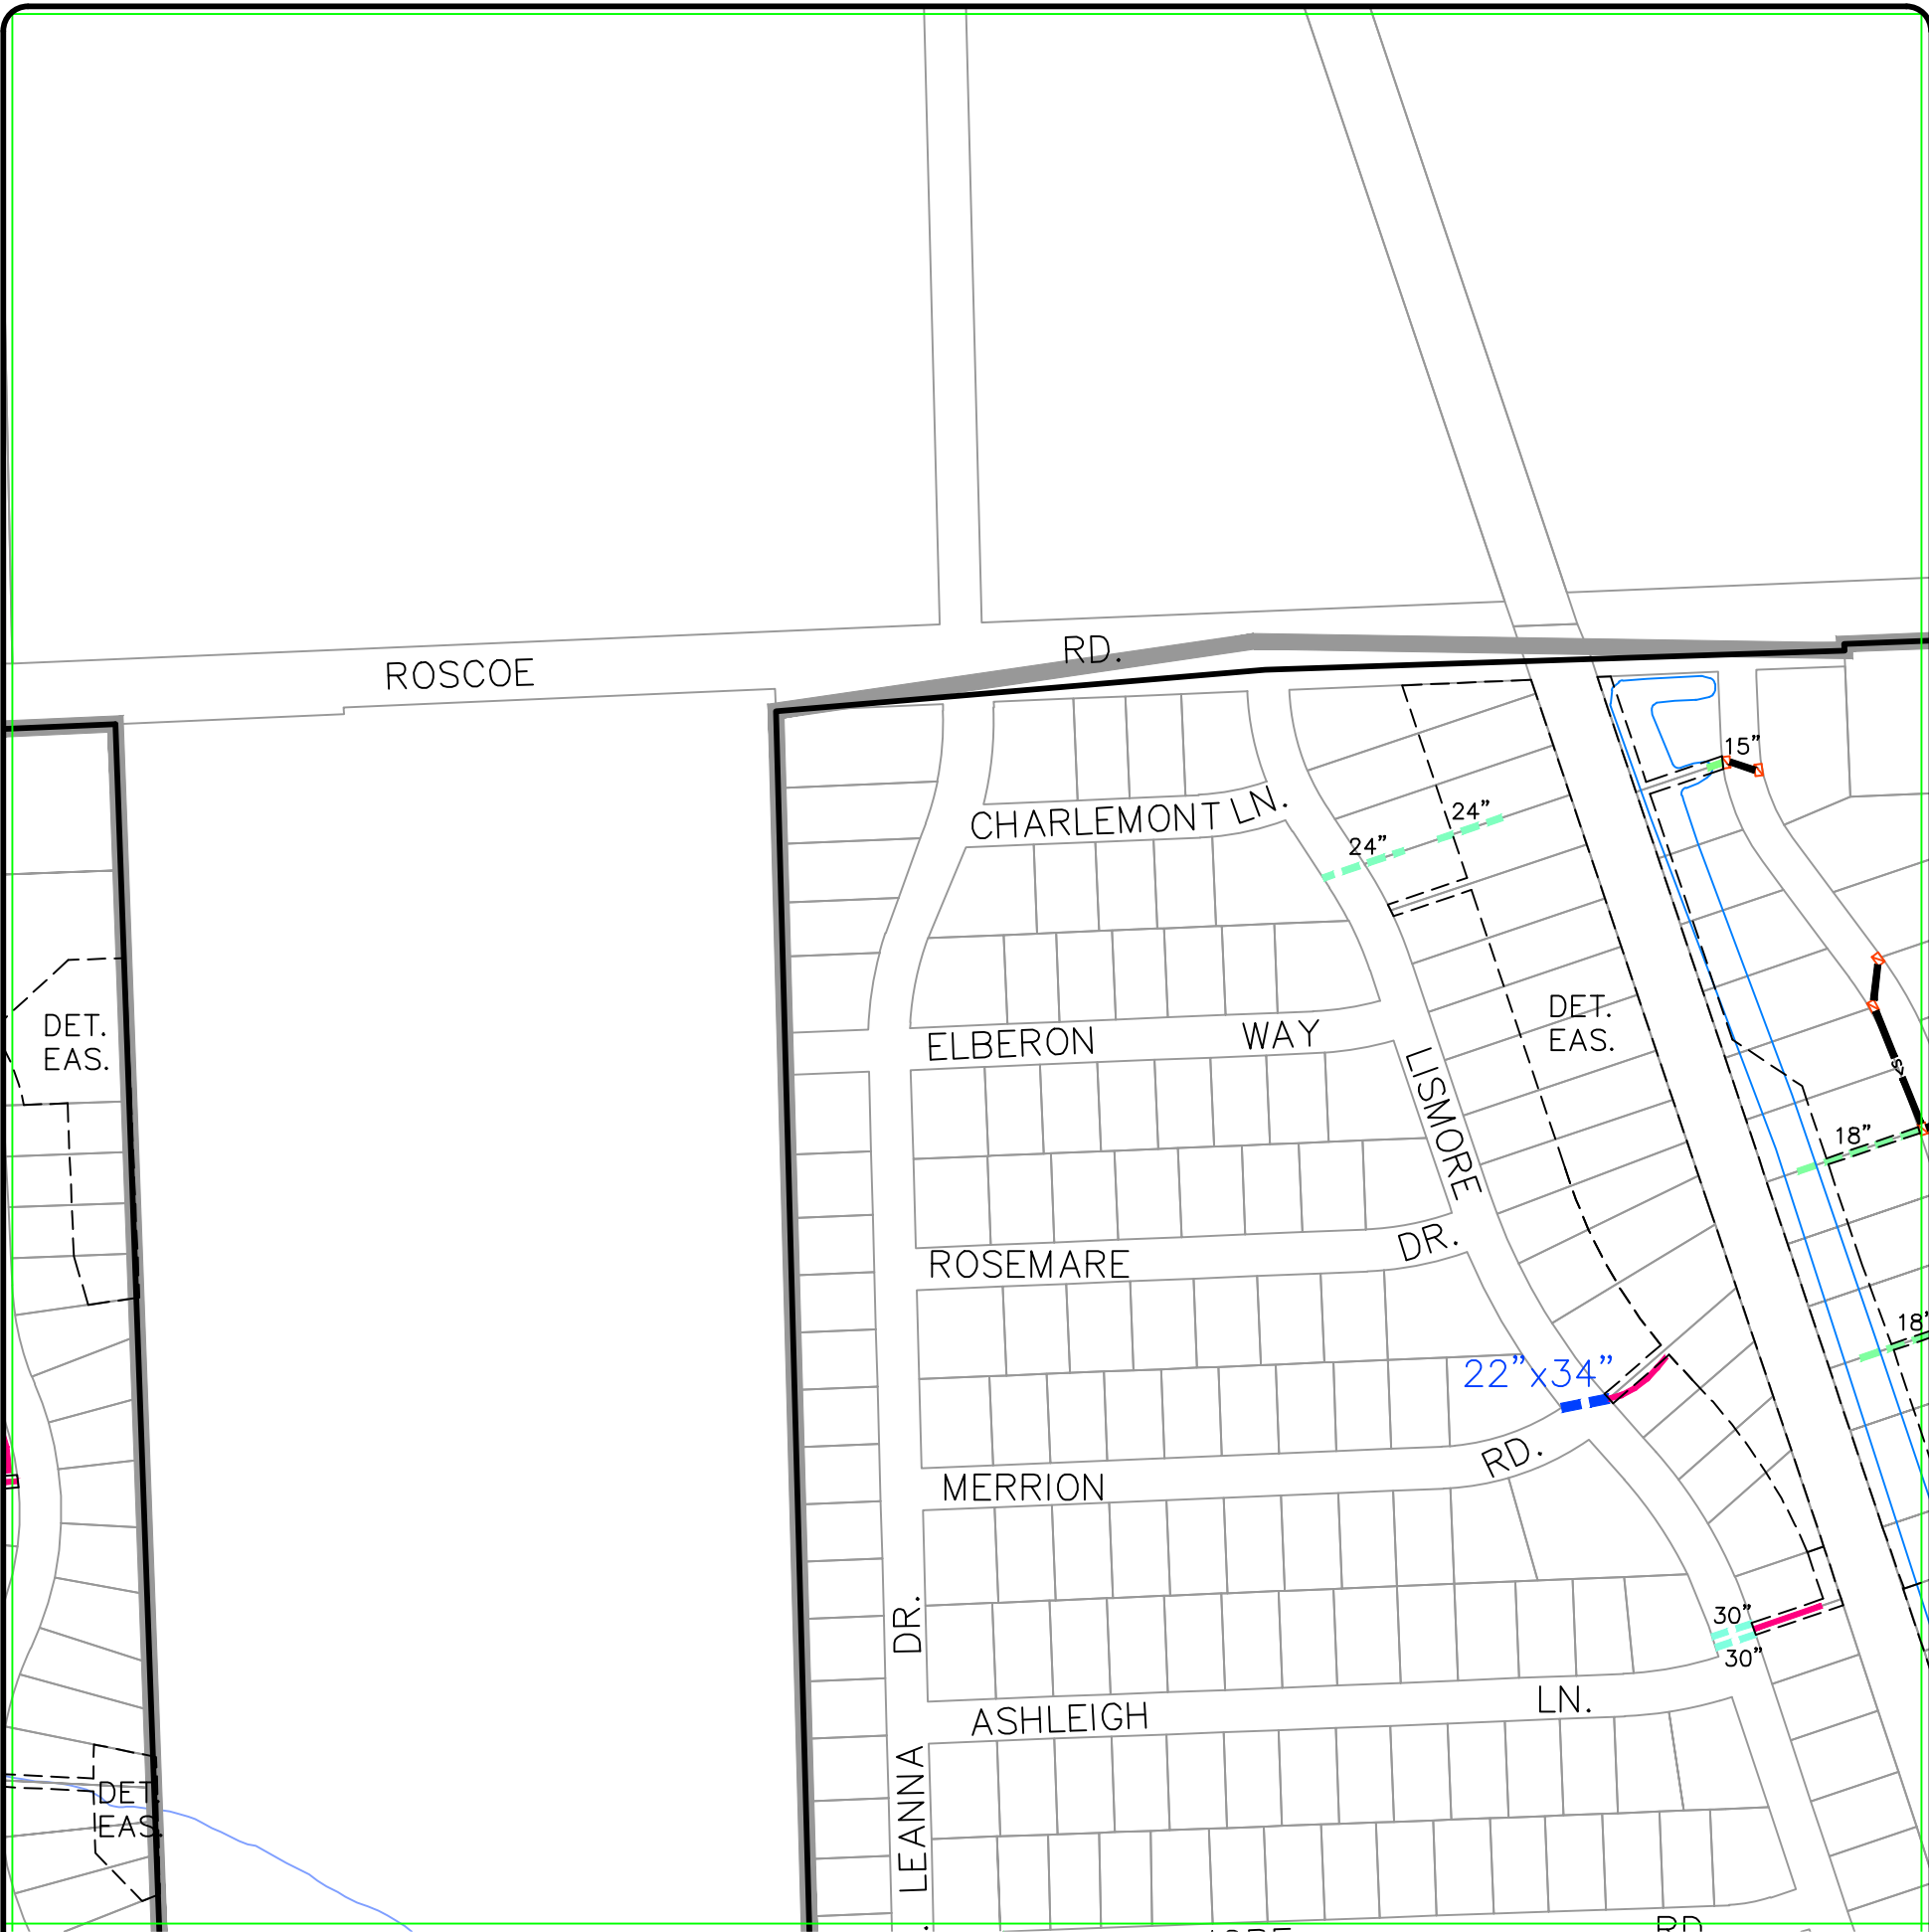 ROSCOE RD.
15”
CHARLEMONT LN.
24”
24”
DET.
EAS.
DET.
EAS.
ELBERON WAY
LISMORE DR.
18”
ROSEMARE
18”
22”x34”
MERRION RD.
30”
30”
ASHLEIGH LN.
LEANNA DR.
DET.
EAS.
RD.